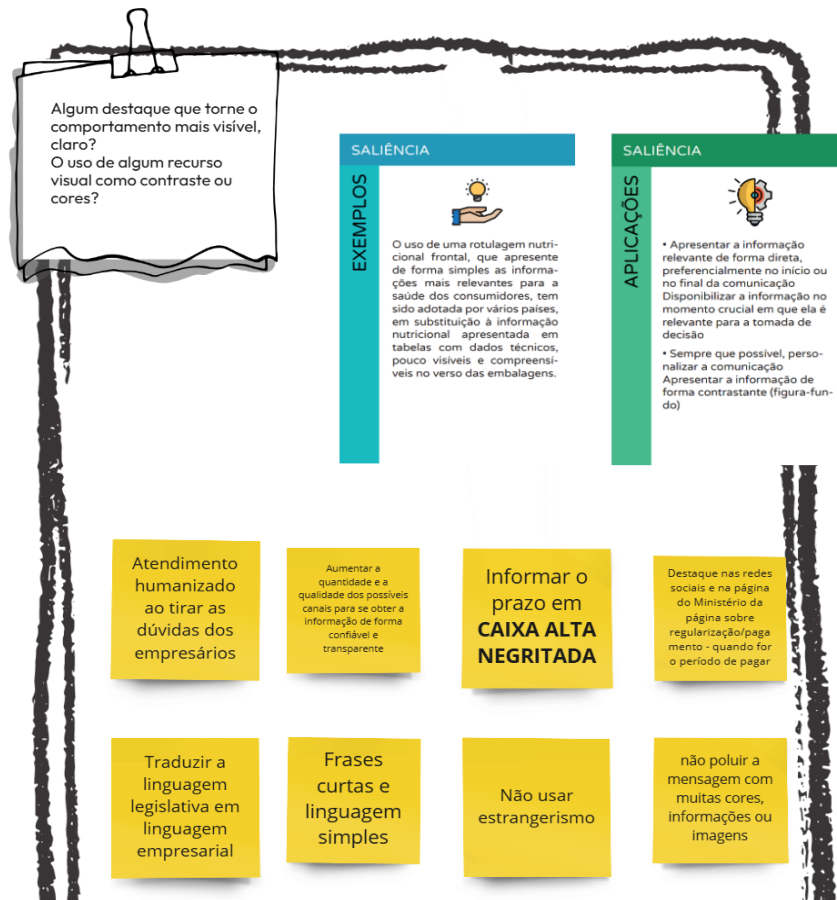 Algum destaque que torne o
comportamento mais visível,
claro?
O uso de algum recurso
visual como contraste ou
cores?
SALIÊNCIA
EXEMPLOS
O uso de uma rotulagem nutri-
cional frontal, que apresente
de forma simples as informa-
ções mais relevantes para a
saúde dos consumidores, tem
sido adotada por vários países,
em substituição à informação
nutricional apresentada em
tabelas com dados técnicos,
pouco visíveis e compreensí-
veis no verso das embalagens.
SALIÊNCIA
APLICAÇÕES
• Apresentar a informação
relevante de forma direta,
preferencialmente no início ou
no final da comunicação
Disponibilizar a informação no
momento crucial em que ela é
relevante para a tomada de
decisão
• Sempre que possível, perso-
nalizar a comunicação
Apresentar a informação de
forma contrastante (figura-fun-
do)
Atendimento
humanizado
ao tirar as
dúvidas dos
empresários
Aumentar a
quantidade e a
qualidade dos possíveis
canais para se obter a
informação de forma
confiável e
transparente
Informar o
prazo em
CAIXA ALTA
NEGRITADA
Destaque nas redes
sociais e na página
do Ministério da
página sobre
regularização/paga
mento - quando for
o período de pagar
Traduzir a
linguagem
legislativa em
linguagem
empresarial
Frases
curtas e
linguagem
simples
Não usar
estrangerismo
não poluir a
mensagem com
muitas cores,
informações ou
imagens